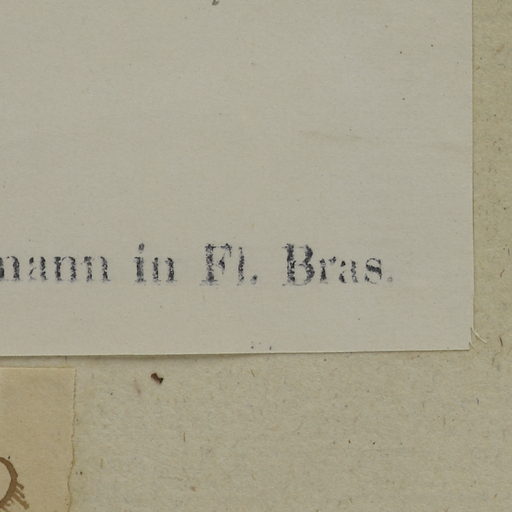 mann in Fl. Bras.